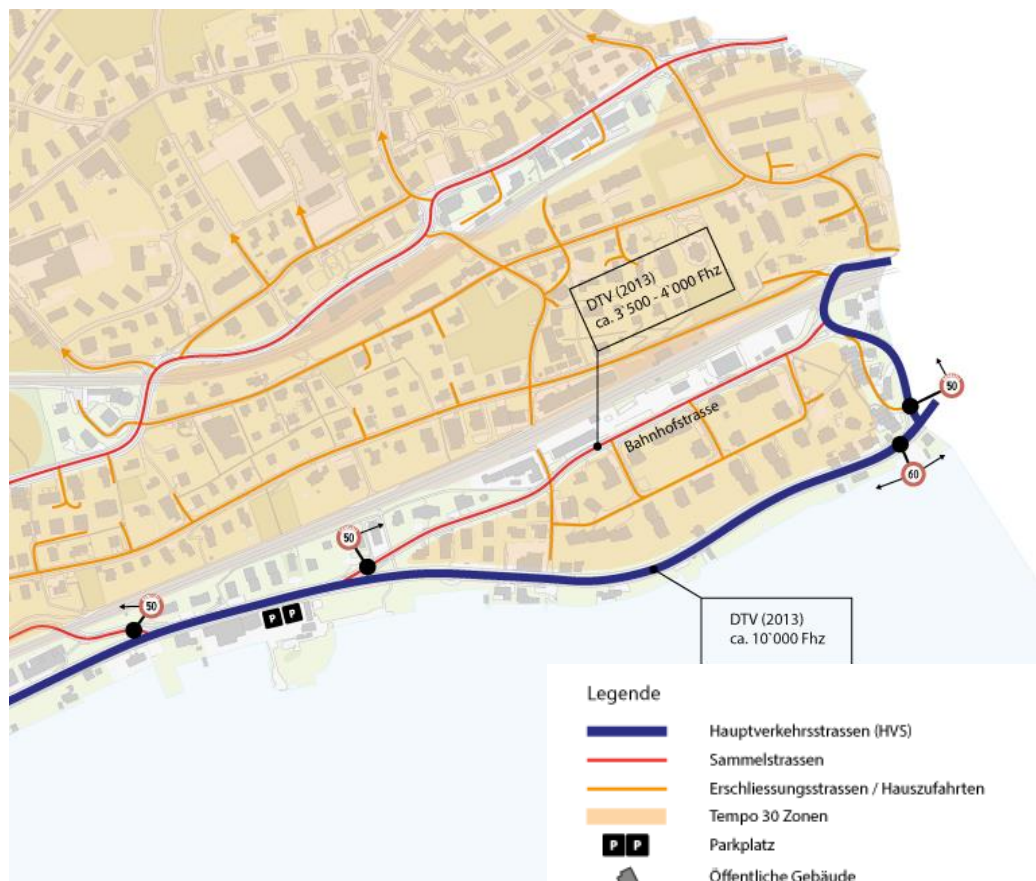 DTV (2013)
ca. 3`500 - 4`000 Fhz
Bahnhofstrasse
50
60
50
50
P P
DTV (2013)
ca. 10`000 Fhz
Legende
Hauptverkehrsstrassen (HVS)
Sammelstrassen
Erschliessungsstrassen / Hauszufahrten
Tempo 30 Zonen
P P
Parkplatz
Öffentliche Gebäude